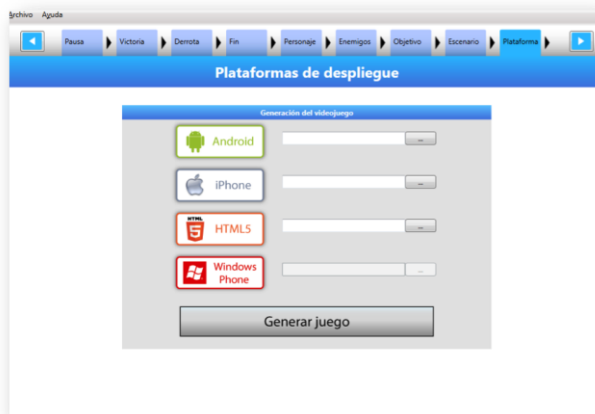 Archivo Ayuda
Pausa Victoria Derrota Fin Personaje Enemigos Objetivo Escenario Plataforma
Plataformas de despliegue
Generación del videojuego
Android ...
iPhone ...
HTML
5
HTML5 ...
Windows
Phone ...
Generar juego